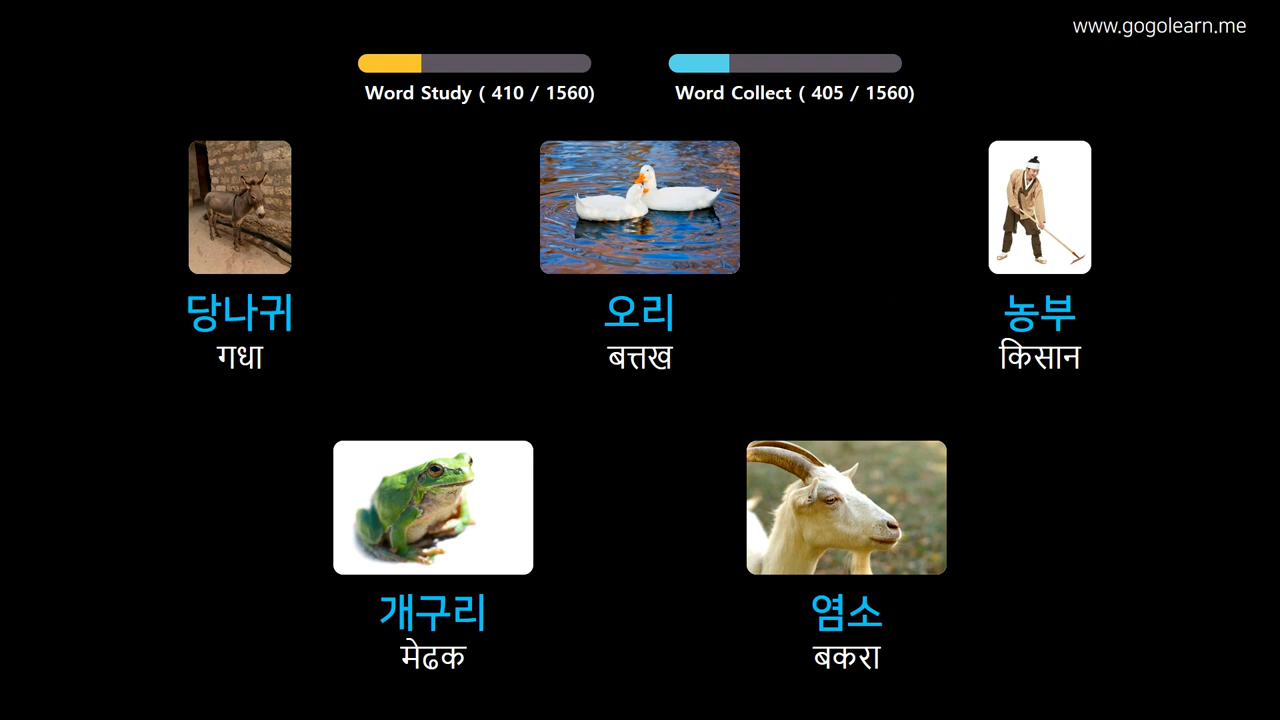 www.gogolearn.me
Word Study ( 410 / 1560)
Word Collect ( 405 / 1560)
당나귀
गधा
오리
बत्तख
농부
किसान
개구리
मेढक
염소
बकरा